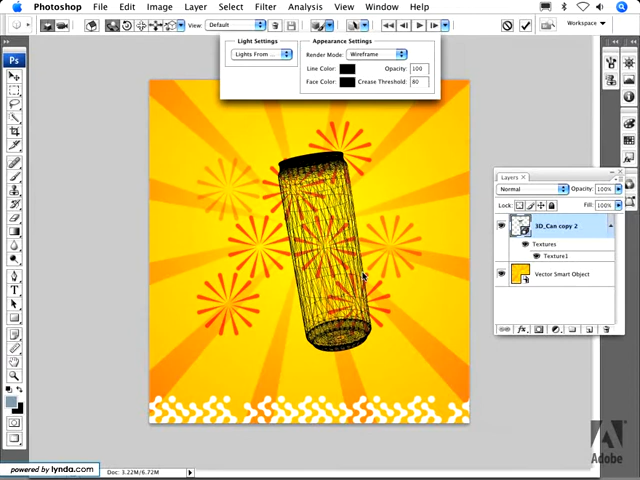 Photoshop File Edit Image Layer Select Filter Analysis View Window Help
View: Default
Workspace
Light Settings Appearance Settings
Lights From ... Render Mode: Wireframe
Line Color: Opacity: 100
Face Color: Crease Threshold: 80
Ps
Layers
Normal Opacity: 100%
Lock: Fill: 100%
3D_Can copy 2
Textures
Texture1
Vector Smart Object
fx
T
Adobe
powered by lynda.com
Doc: 3.22M/6.72M